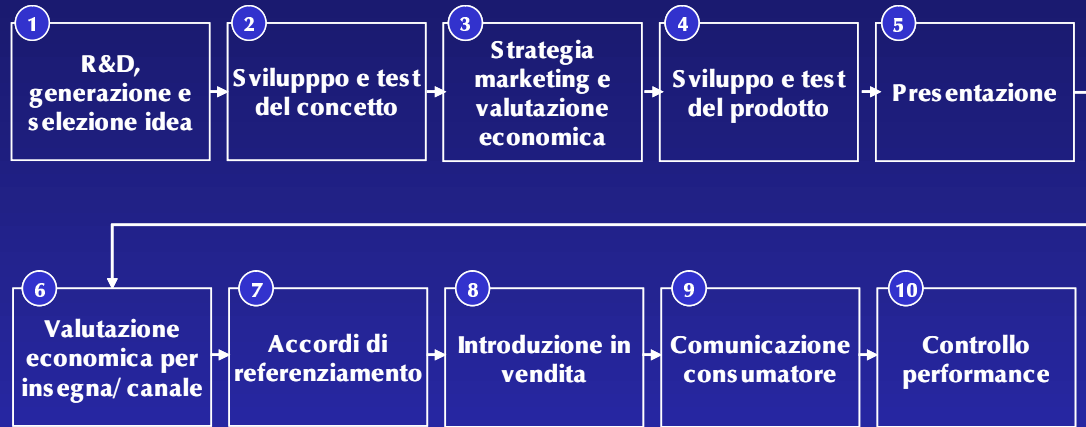 1
R&D,
generazione e
selezione idea
2
Svilupppo e test
del concetto
3
Strategia
marketing e
valutazione
economica
4
Sviluppo e test
del prodotto
5
Presentazione
6
Valutazione
economica per
insegna/ canale
7
Accordi di
referenziamento
8
Introduzione in
vendita
9
Comunicazione
consumatore
10
Controllo
performance